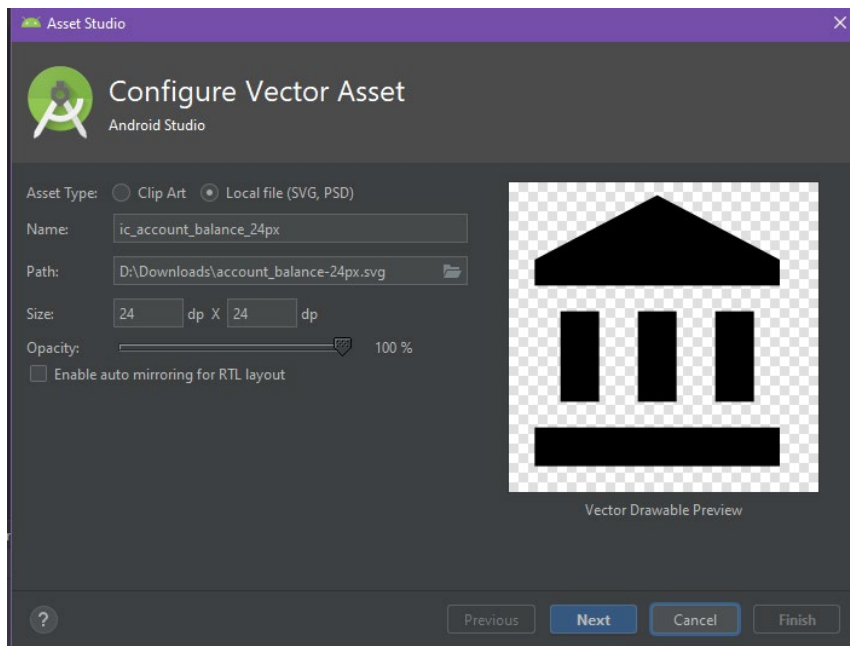 Asset Studio
Configure Vector Asset
Android Studio
Asset Type: Clip Art Local file (SVG, PSD)
Name: ic_account_balance_24px
Path: D:\Downloads\account_balance-24px.svg
Size: 24 dp X 24 dp
Opacity: 100 %
Enable auto mirroring for RTL layout
Vector Drawable Preview
? Previous Next Cancel Finish